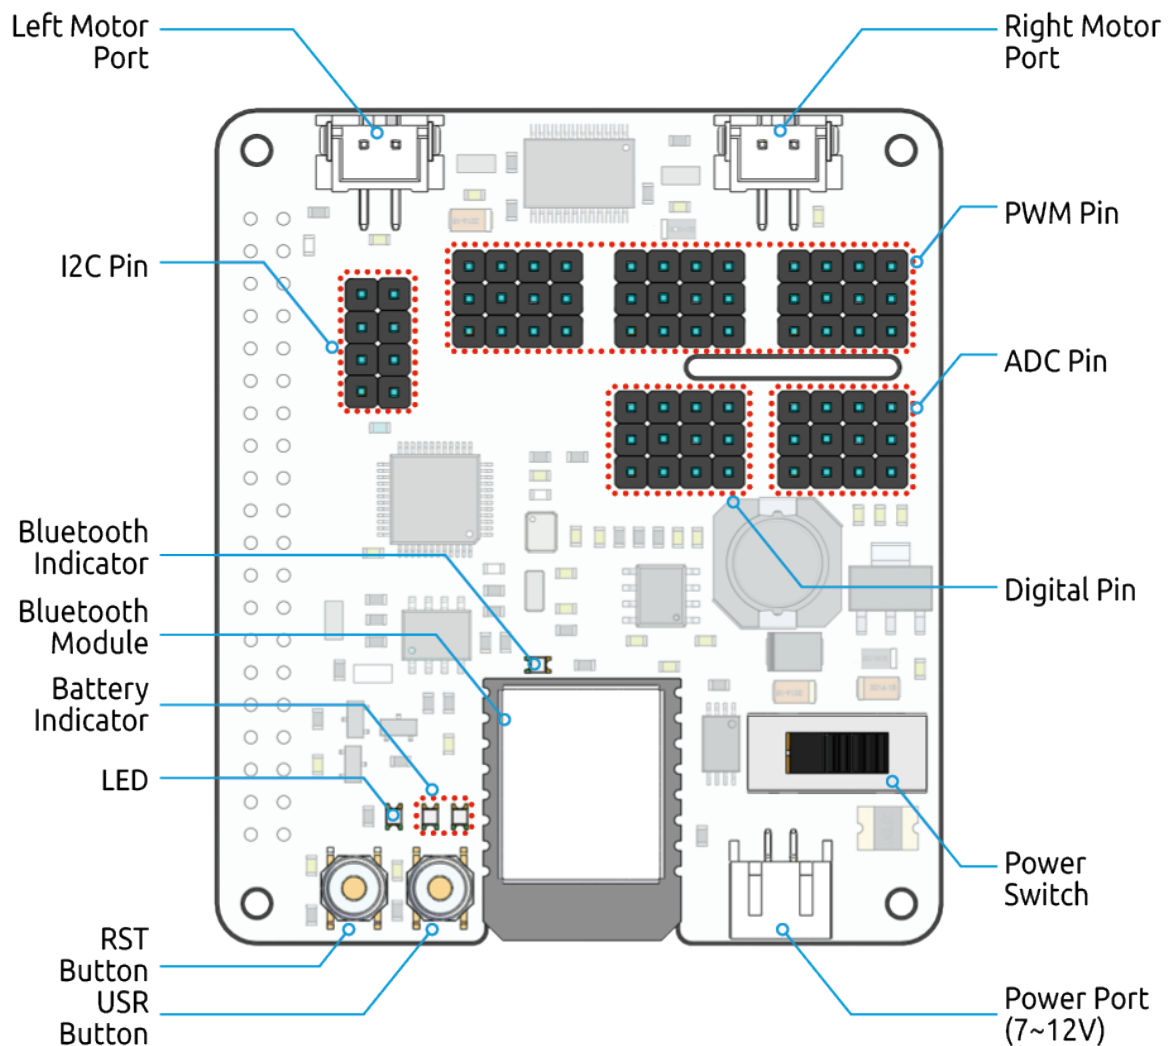 Left Motor
Port
Right Motor
Port
PWM Pin
I2C Pin
ADC Pin
Bluetooth
Indicator
Digital Pin
Bluetooth
Module
Battery
Indicator
LED
Power
Switch
RST
Button
USR
Button
Power Port
(7~12V)